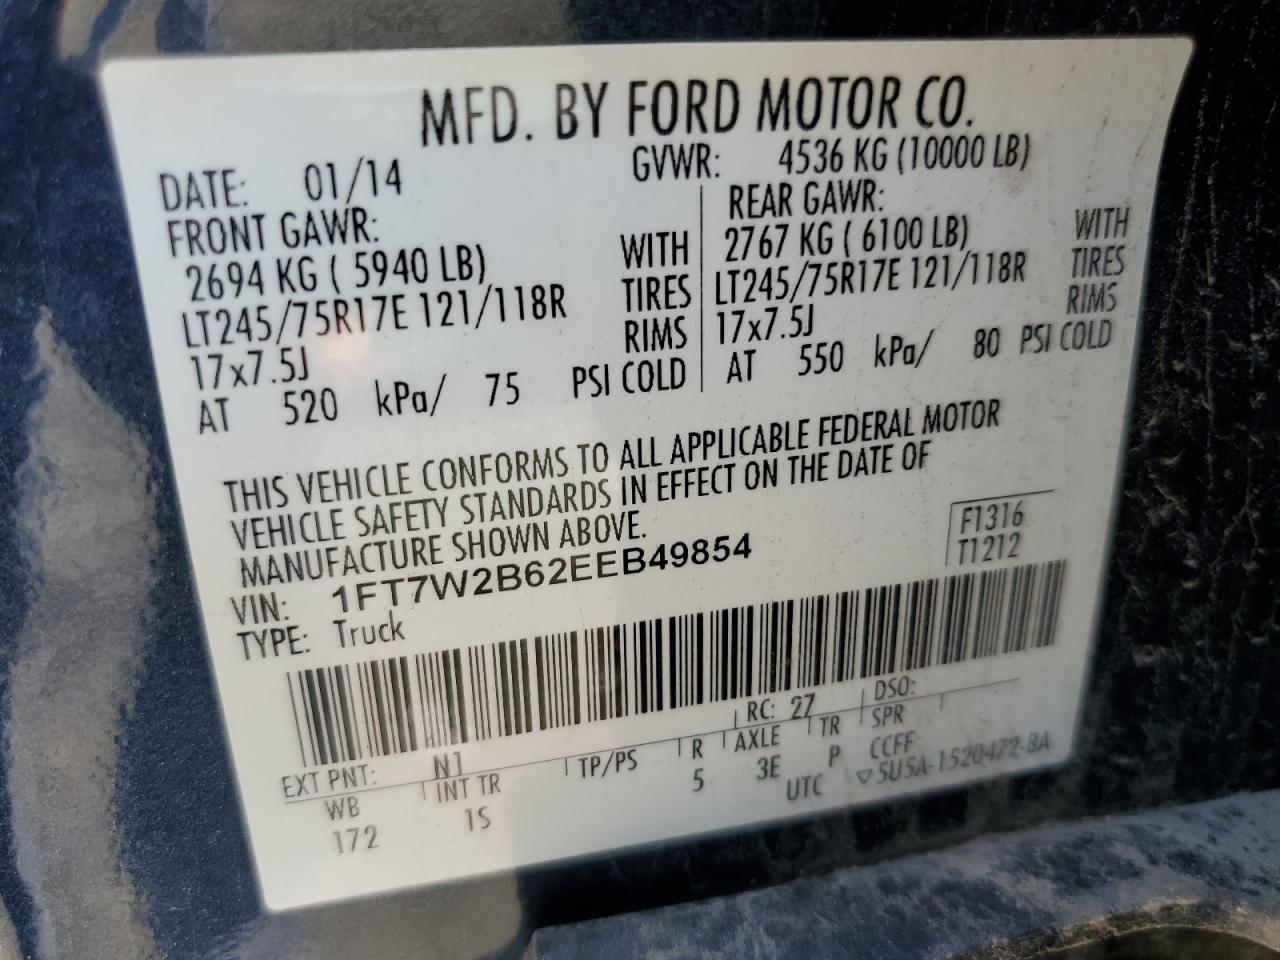 MFD. BY FORD MOTOR CO.
DATE: 01/14 GVWR: 4536 KG (10000 LB)
FRONT GAWR: REAR GAWR:
2694 KG ( 5940 LB) WITH 2767 KG ( 6100 LB) WITH
LT245/75R17E 121/118R TIRES LT245/75R17E 121/118R TIRES
17x7.5J RIMS 17x7.5J RIMS
AT 520 kPa/ 75 PSI COLD AT 550 kPa/ 80 PSI COLD
THIS VEHICLE CONFORMS TO ALL APPLICABLE FEDERAL MOTOR
VEHICLE SAFETY STANDARDS IN EFFECT ON THE DATE OF
MANUFACTURE SHOWN ABOVE.
F1316
T1212
VIN: 1FT7W2B62EEB49854
TYPE: Truck
EXT PNT: N1 RC: 27 DSO:
WB INT TR TP/PS R AXLE TR SPR
172 1S 5 3E P CCFF
UTC ▽5U5A-1520472-BA